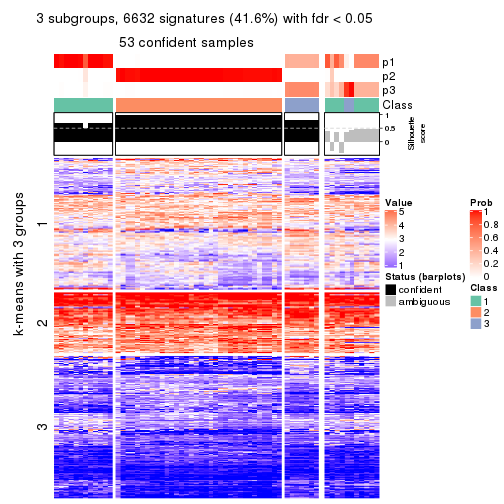 3 subgroups, 6632 signatures (41.6%) with fdr < 0.05
53 confident samples
p1
p2
p3
Class
1
0.5
0
Silhouette
score
k-means with 3 groups
1
2
3
Value
5
4
3
2
1
Status (barplots)
confident
ambiguous
Prob
1
0.8
0.6
0.4
0.2
0
Class
1
2
3